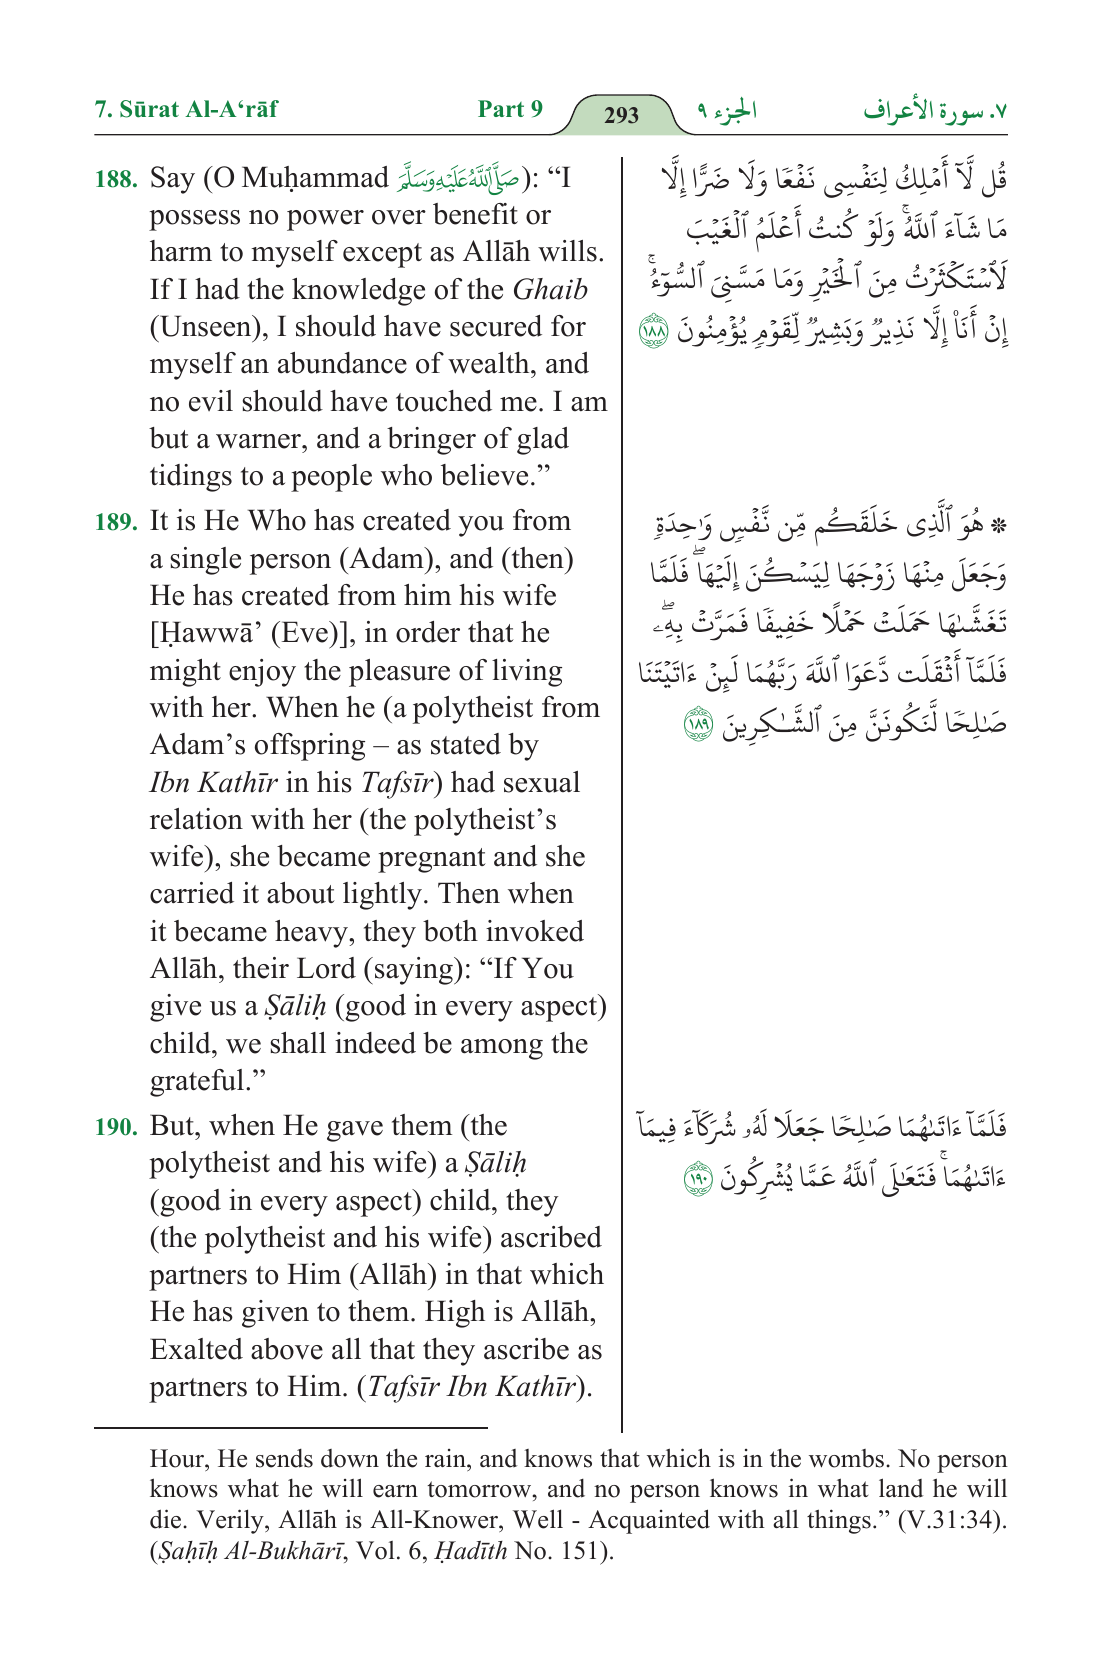 7. Sūrat Al-A‘rāf
Part 9
293
الجزء ٩
٧. سورة الأعراف
188. Say (O Muḥammad صَلَّى اللَّهُ عَلَيْهِ وَسَلَّمَ): “I
possess no power over benefit or
harm to myself except as Allāh wills.
If I had the knowledge of the Ghaib
(Unseen), I should have secured for
myself an abundance of wealth, and
no evil should have touched me. I am
but a warner, and a bringer of glad
tidings to a people who believe.”
قُل لَّآ أَمْلِكُ لِنَفْسِى نَفْعًا وَلَا ضَرًّا إِلَّا
مَا شَآءَ ٱللَّهُ ۚ وَلَوْ كُنتُ أَعْلَمُ ٱلْغَيْبَ
لَٱسْتَكْثَرْتُ مِنَ ٱلْخَيْرِ وَمَا مَسَّنِىَ ٱلسُّوٓءُ ۚ
إِنْ أَنَا۠ إِلَّا نَذِيرٌ وَبَشِيرٌ لِّقَوْمٍ يُؤْمِنُونَ ١٨٨
189. It is He Who has created you from
a single person (Adam), and (then)
He has created from him his wife
[Ḥawwā’ (Eve)], in order that he
might enjoy the pleasure of living
with her. When he (a polytheist from
Adam’s offspring – as stated by
Ibn Kathīr in his Tafsīr) had sexual
relation with her (the polytheist’s
wife), she became pregnant and she
carried it about lightly. Then when
it became heavy, they both invoked
Allāh, their Lord (saying): “If You
give us a Ṣāliḥ (good in every aspect)
child, we shall indeed be among the
grateful.”
۞ هُوَ ٱلَّذِى خَلَقَكُم مِّن نَّفْسٍ وَٰحِدَةٍ
وَجَعَلَ مِنْهَا زَوْجَهَا لِيَسْكُنَ إِلَيْهَا ۖ فَلَمَّا
تَغَشَّىٰهَا حَمَلَتْ حَمْلًا خَفِيفًا فَمَرَّتْ بِهِۦ ۖ
فَلَمَّآ أَثْقَلَت دَّعَوَا ٱللَّهَ رَبَّهُمَا لَئِنْ ءَاتَيْتَنَا
صَٰلِحًا لَّنَكُونَنَّ مِنَ ٱلشَّٰكِرِينَ ١٨٩
190. But, when He gave them (the
polytheist and his wife) a Ṣāliḥ
(good in every aspect) child, they
(the polytheist and his wife) ascribed
partners to Him (Allāh) in that which
He has given to them. High is Allāh,
Exalted above all that they ascribe as
partners to Him. (Tafsīr Ibn Kathīr).
فَلَمَّآ ءَاتَىٰهُمَا صَٰلِحًا جَعَلَا لَهُۥ شُرَكَآءَ فِيمَآ
ءَاتَىٰهُمَا ۚ فَتَعَٰلَى ٱللَّهُ عَمَّا يُشْرِكُونَ ١٩٠
Hour, He sends down the rain, and knows that which is in the wombs. No person
knows what he will earn tomorrow, and no person knows in what land he will
die. Verily, Allāh is All-Knower, Well - Acquainted with all things.” (V.31:34).
(Ṣaḥīḥ Al-Bukhārī, Vol. 6, Ḥadīth No. 151).